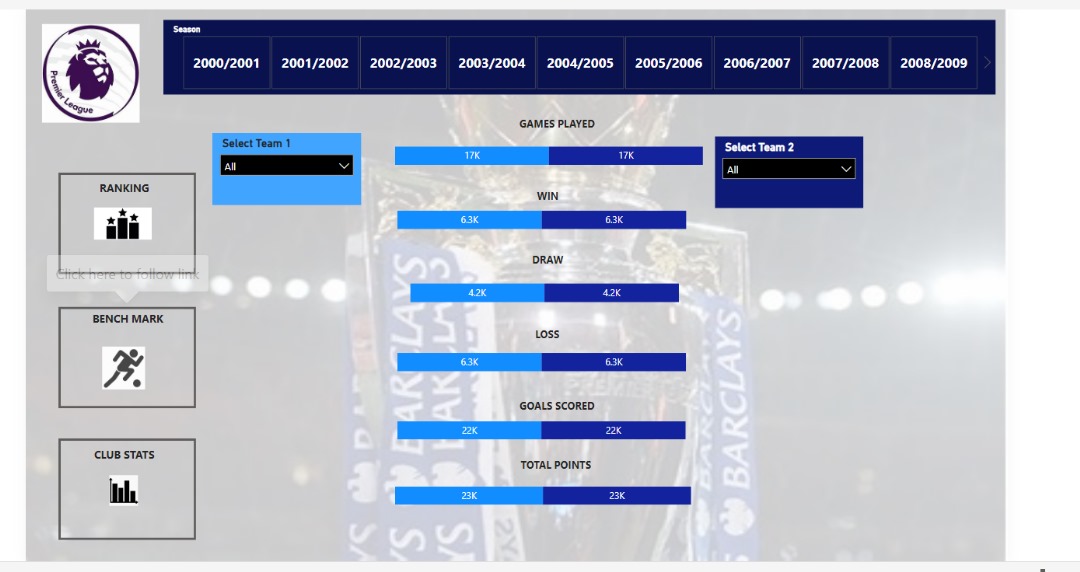 Season
2000/2001 2001/2002 2002/2003 2003/2004 2004/2005 2005/2006 2006/2007 2007/2008 2008/2009
Premier League
GAMES PLAYED
Select Team 1
All
17K 17K
Select Team 2
All
RANKING
WIN
6.3K 6.3K
DRAW
Click here to follow link
4.2K 4.2K
BENCH MARK
LOSS
6.3K 6.3K
GOALS SCORED
22K 22K
CLUB STATS
TOTAL POINTS
23K 23K
BARCLAYS
BARCLAYS
BARCLAYS